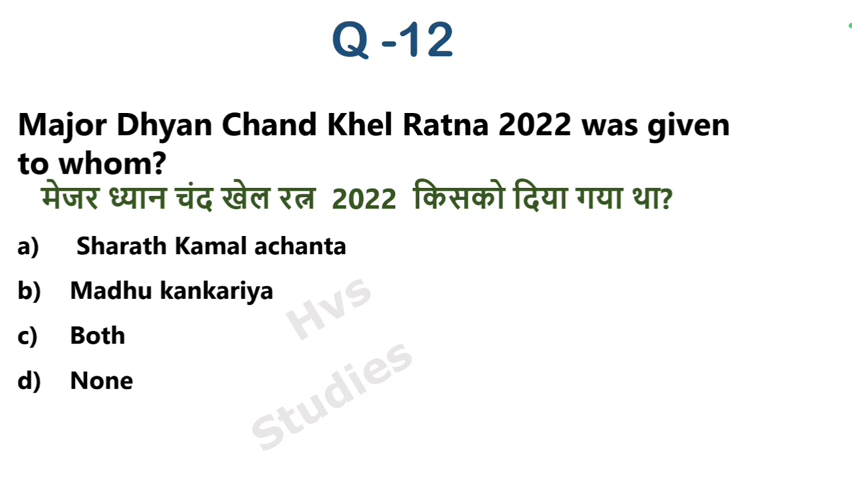 Q -12
Major Dhyan Chand Khel Ratna 2022 was given
to whom?
मेजर ध्यान चंद खेल रत्न 2022 किसको दिया गया था?
a) Sharath Kamal achanta
b) Madhu kankariya
c) Both
d) None
Hvs
Studies